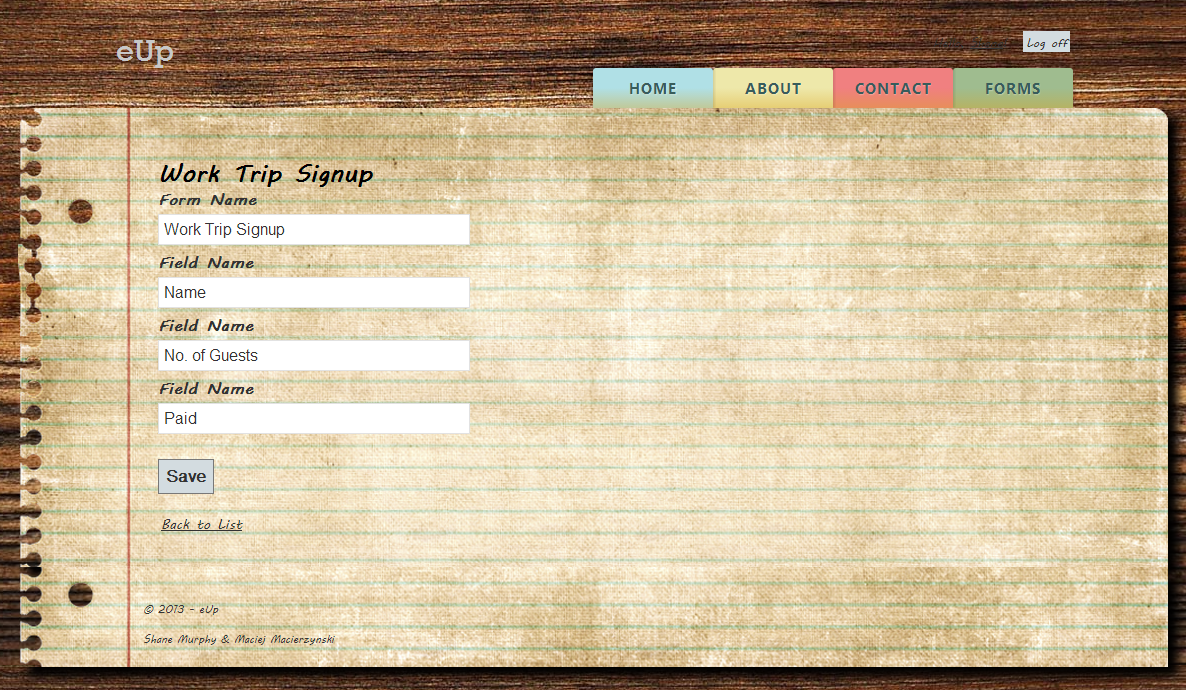 eUp
Log off
HOME ABOUT CONTACT FORMS
Work Trip Signup
Form Name
Work Trip Signup
Field Name
Name
Field Name
No. of Guests
Field Name
Paid
Save
Back to List
© 2013 - eUp
Shane Murphy & Maciej Macierzynski